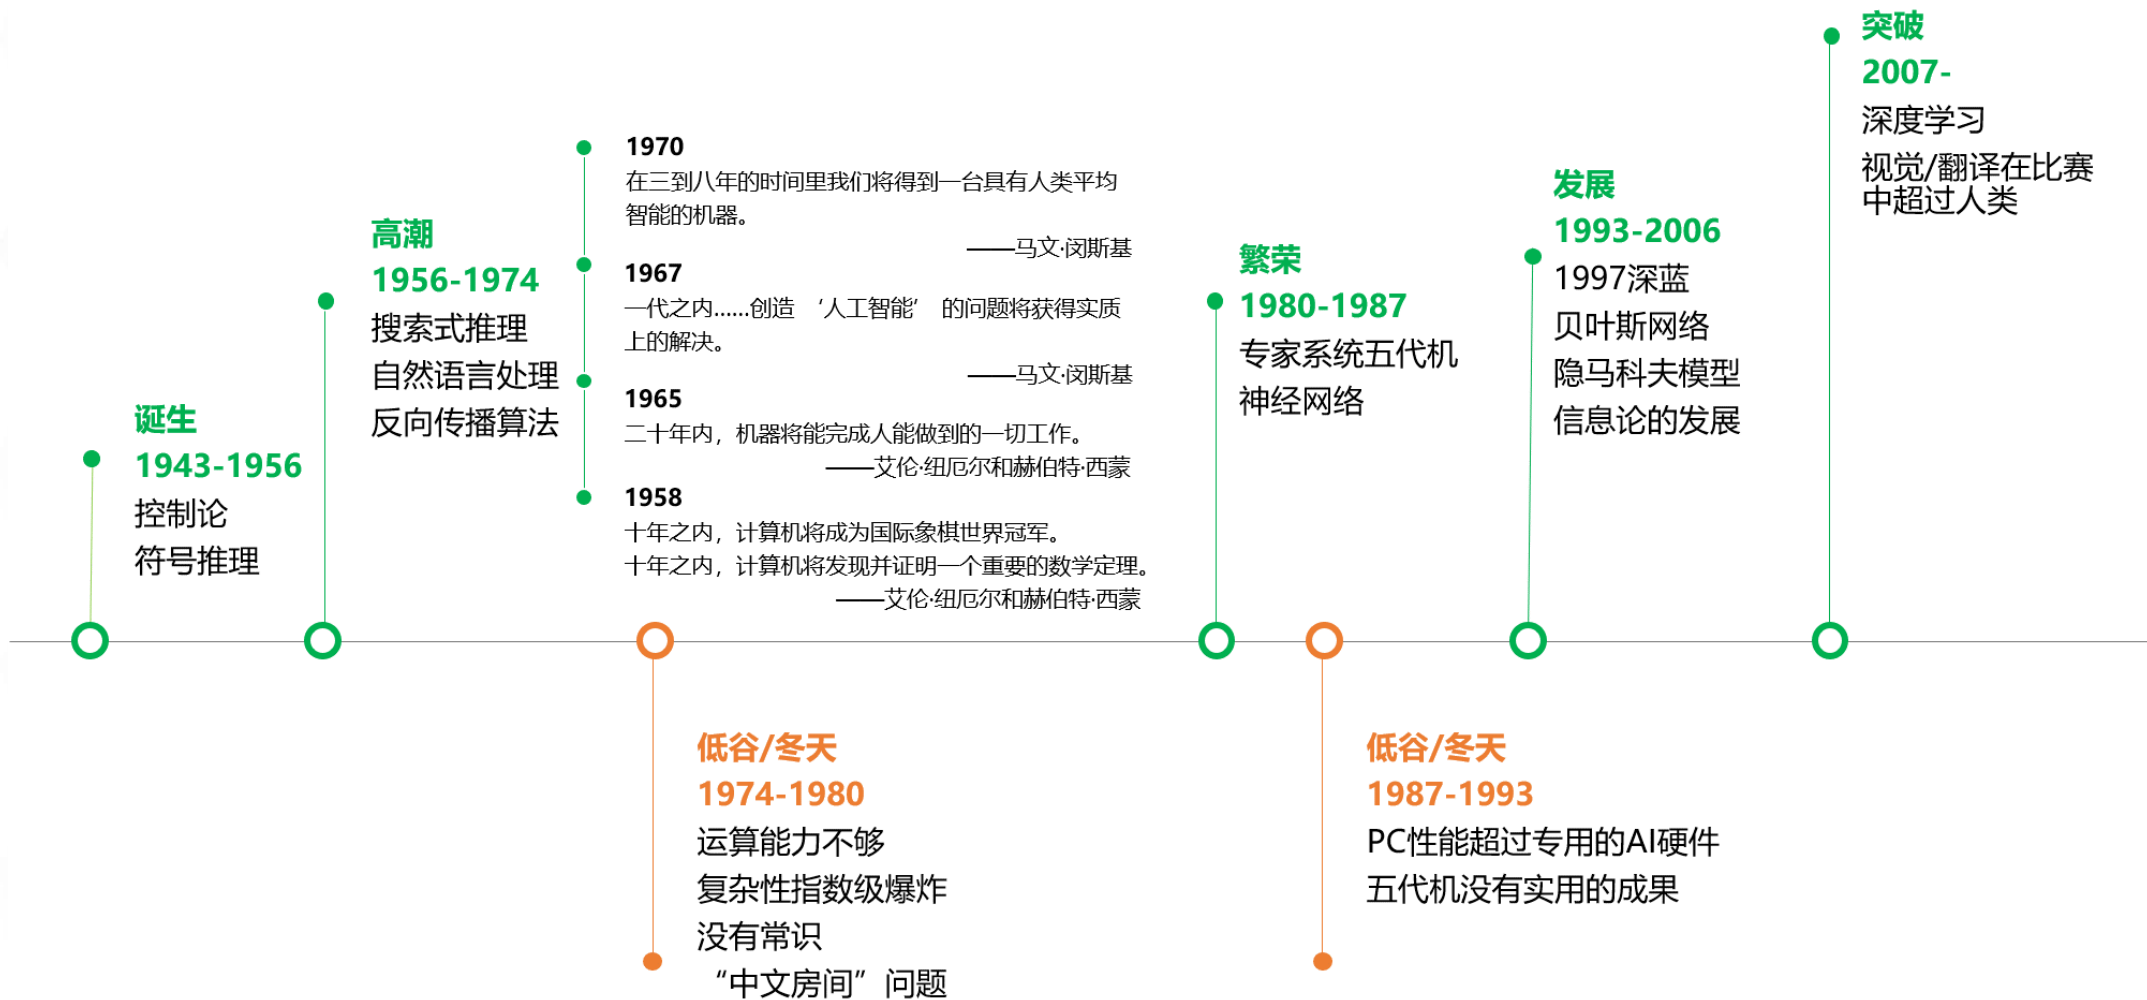 诞生
1943-1956
控制论
符号推理
高潮
1956-1974
搜索式推理
自然语言处理
反向传播算法
1970
在三到八年的时间里我们将得到一台具有人类平均
智能的机器。
——马文·闵斯基
1967
一代之内……创造 ‘人工智能’ 的问题将获得实质
上的解决。
——马文·闵斯基
1965
二十年内，机器将能完成人能做到的一切工作。
——艾伦·纽厄尔和赫伯特·西蒙
1958
十年之内，计算机将成为国际象棋世界冠军。
十年之内，计算机将发现并证明一个重要的数学定理。
——艾伦·纽厄尔和赫伯特·西蒙
低谷/冬天
1974-1980
运算能力不够
复杂性指数级爆炸
没有常识
“中文房间”问题
繁荣
1980-1987
专家系统五代机
神经网络
低谷/冬天
1987-1993
PC性能超过专用的AI硬件
五代机没有实用的成果
发展
1993-2006
1997深蓝
贝叶斯网络
隐马科夫模型
信息论的发展
突破
2007-
深度学习
视觉/翻译在比赛
中超过人类